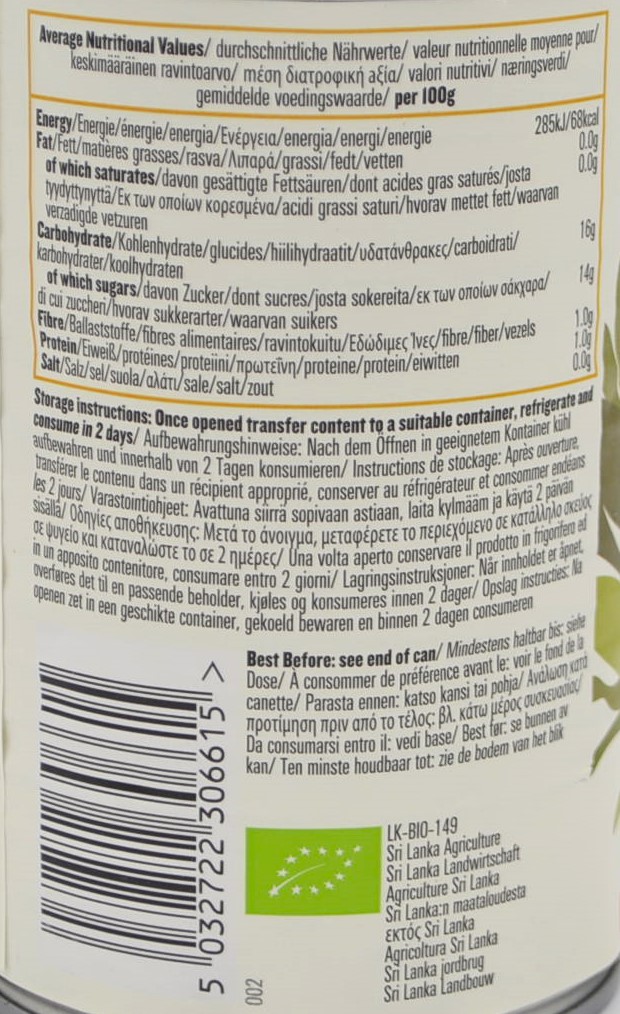 Average Nutritional Values/ durchschnittliche Nährwerte/ valeur nutritionnelle moyenne pour/
keskimääräinen ravintoarvo/ μέση διατροφική αξία/ valori nutritivi/ næringsverdi/
gemiddelde voedingswaarde/ per 100g
Energy/Energie/énergie/energia/Ενέργεια/energia/energi/energie 285kJ/68kcal
Fat/Fett/matières grasses/rasva/Λιπαρά/grassi/fedt/vetten 0.0g
of which saturates/davon gesättigte Fettsäuren/dont acides gras saturés/josta 0.0g
tyydyttynyttä/Εκ των οποίων κορεσμένα/acidi grassi saturi/hvorav mettet fett/waarvan
verzadigde vetzuren
Carbohydrate/Kohlenhydrate/glucides/hiilihydraatit/υδατάνθρακες/carboidrati/ 16g
karbohydrater/koolhydraten
of which sugars/davon Zucker/dont sucres/josta sokereita/εκ των οποίων σάκχαρα/ 14g
di cui zuccheri/hvorav sukkerarter/waarvan suikers
Fibre/Ballaststoffe/fibres alimentaires/ravintokuitu/Εδώδιμες Ίνες/fibre/fiber/vezels 1.0g
Protein/Eiweiß/protéines/proteiini/πρωτεΐνη/proteine/protein/eiwitten 1.0g
Salt/Salz/sel/suola/αλάτι/sale/salt/zout 0.0g
Storage instructions: Once opened transfer content to a suitable container, refrigerate and
consume in 2 days/ Aufbewahrungshinweise: Nach dem Öffnen in geeignetem Kontainer kühl
aufbewahren und innerhalb von 2 Tagen konsumieren/ Instructions de stockage: Après ouverture,
transférer le contenu dans un récipient approprié, conserver au réfrigérateur et consommer endéans
les 2 jours/ Varastointiohjeet: Avattuna siirrä sopivaan astiaan, laita kylmääm ja käytä 2 päivän
sisällä/ Οδηγίες αποθήκευσης: Μετά το άνοιγμα, μεταφέρετε το περιεχόμενο σε κατάλληλο σκεύος
σε ψυγείο και καταναλώστε το σε 2 ημέρες/ Una volta aperto conservare il prodotto in frigorifero ed
in un apposito contenitore, consumare entro 2 giorni/ Lagringsinstruksjoner: Når innholdet er åpnet,
overføres det til en passende beholder, kjøles og konsumeres innen 2 dager/ Opslag instructies: Na
openen zet in een geschikte container, gekoeld bewaren en binnen 2 dagen consumeren
Best Before: see end of can/ Mindestens haltbar bis: siehe
Dose/ À consommer de préférence avant le: voir le fond de la
canette/ Parasta ennen: katso kansi tai pohja/ Ανάλωση κατά
προτίμηση πριν από το τέλος: βλ. κάτω μέρος συσκευασίας/
Da consumarsi entro il: vedi base/ Best før: se bunnen av
kan/ Ten minste houdbaar tot: zie de bodem van het blik
5 032722 306615 >
002
LK-BIO-149
Sri Lanka Agriculture
Sri Lanka Landwirtschaft
Agriculture Sri Lanka
Sri Lanka:n maataloudesta
εκτός Sri Lanka
Agricoltura Sri Lanka
Sri Lanka jordbrug
Sri Lanka Landbouw